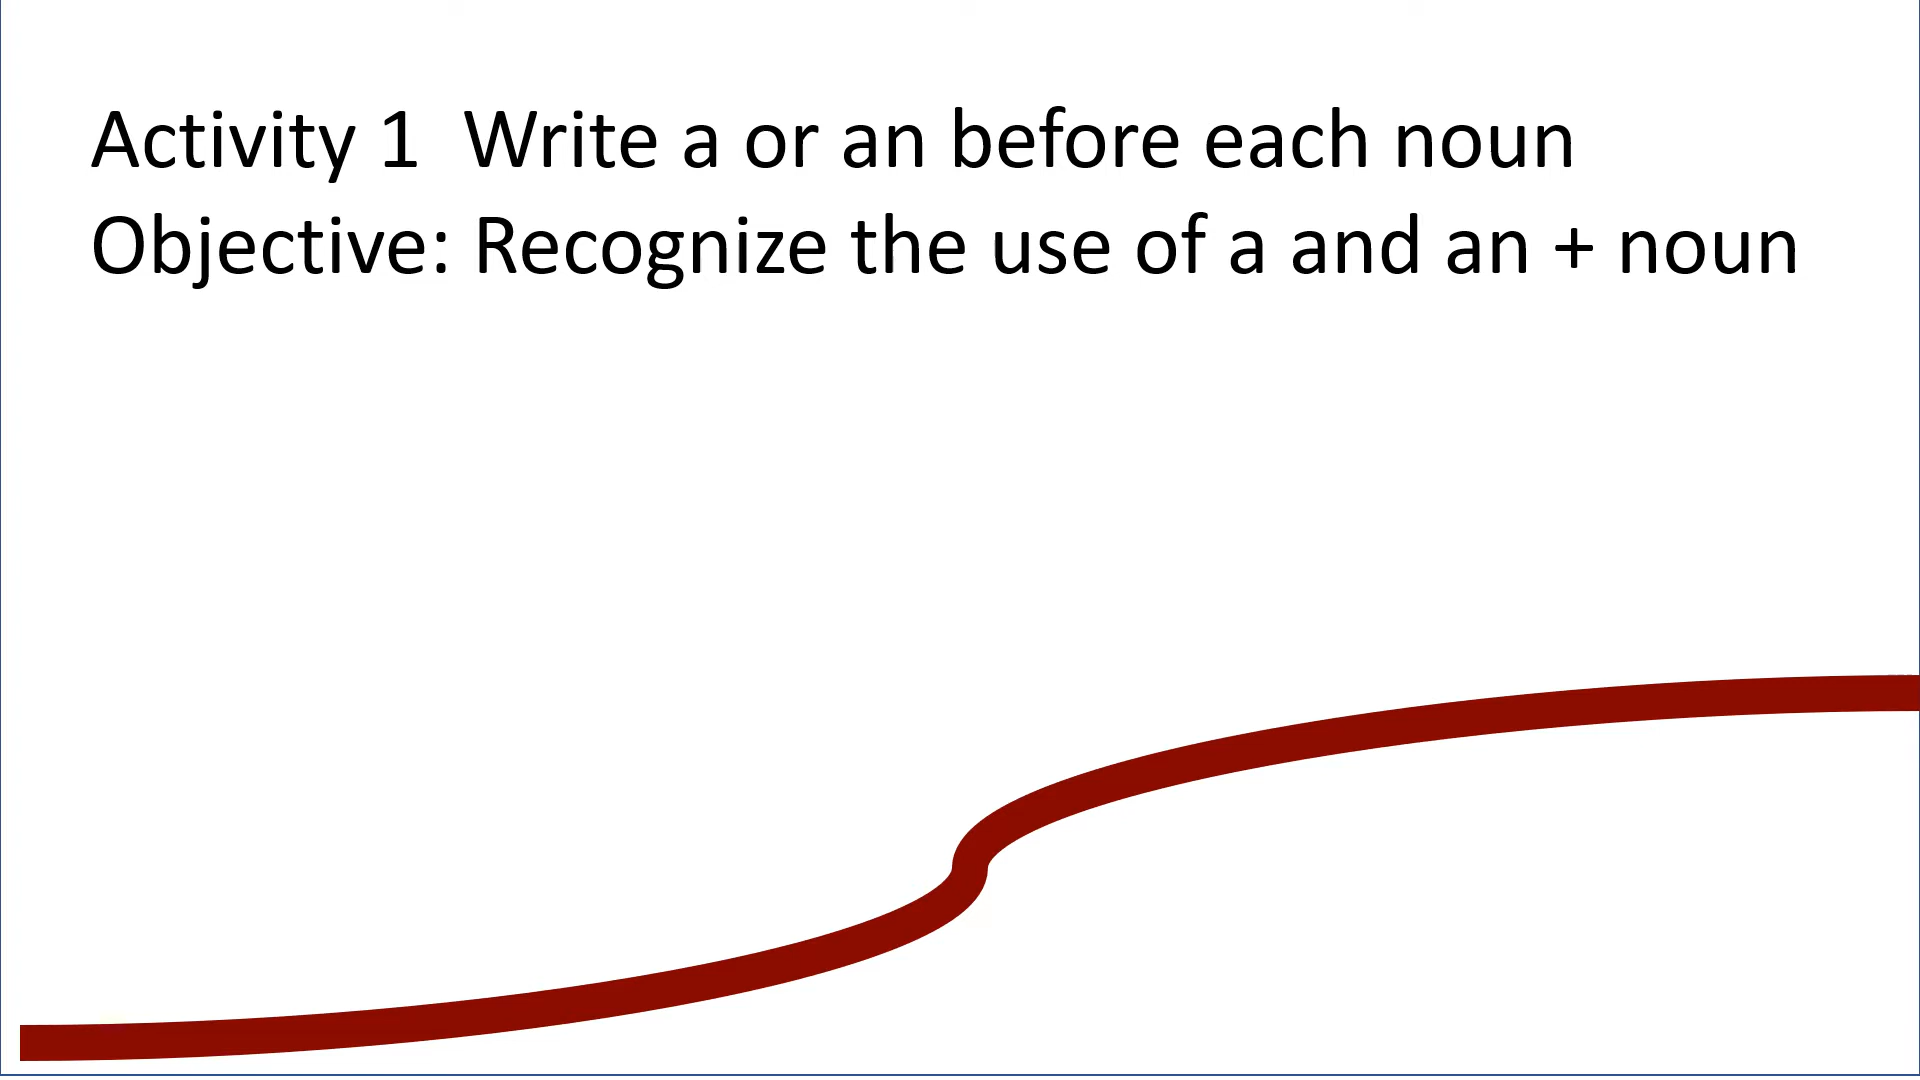 Activity 1  Write a or an before each noun
Objective: Recognize the use of a and an + noun